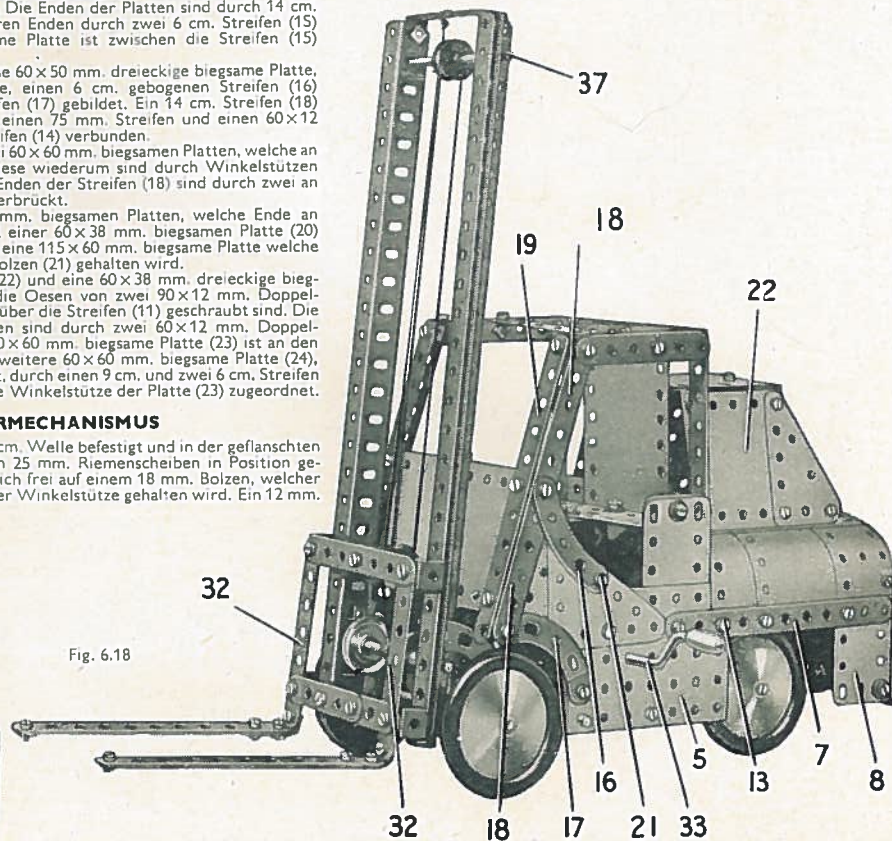 Die Enden der Platten sind durch 14 cm.
ren Enden durch zwei 6 cm. Streifen (15)
me Platte ist zwischen die Streifen (15)
se 60 × 50 mm. dreieckige biegsame Platte,
e, einen 6 cm. gebogenen Streifen (16)
fen (17) gebildet. Ein 14 cm. Streifen (18)
einen 75 mm. Streifen und einen 60 × 12
eifen (14) verbunden.
i 60 × 60 mm. biegsamen Platten, welche an
iese wiederum sind durch Winkelstützen
Enden der Streifen (18) sind durch zwei an
erbrückt.
mm. biegsamen Platten, welche Ende an
einer 60 × 38 mm. biegsamen Platte (20)
eine 115 × 60 mm. biegsame Platte welche
olzen (21) gehalten wird.
22) und eine 60 × 38 mm. dreieckige bieg-
die Oesen von zwei 90 × 12 mm. Doppel-
über die Streifen (11) geschraubt sind. Die
en sind durch zwei 60 × 12 mm. Doppel-
0 × 60 mm. biegsame Platte (23) ist an den
weitere 60 × 60 mm. biegsame Platte (24),
t, durch einen 9 cm. und zwei 6 cm. Streifen
e Winkelstütze der Platte (23) zugeordnet.
RMECHANISMUS
cm. Welle befestigt und in der geflanschten
n 25 mm. Riemenscheiben in Position ge-
ich frei auf einem 18 mm. Bolzen, welcher
er Winkelstütze gehalten wird. Ein 12 mm.
37
19
18
22
32
Fig. 6.18
5
7
16
13
8
32
18
17
21
33